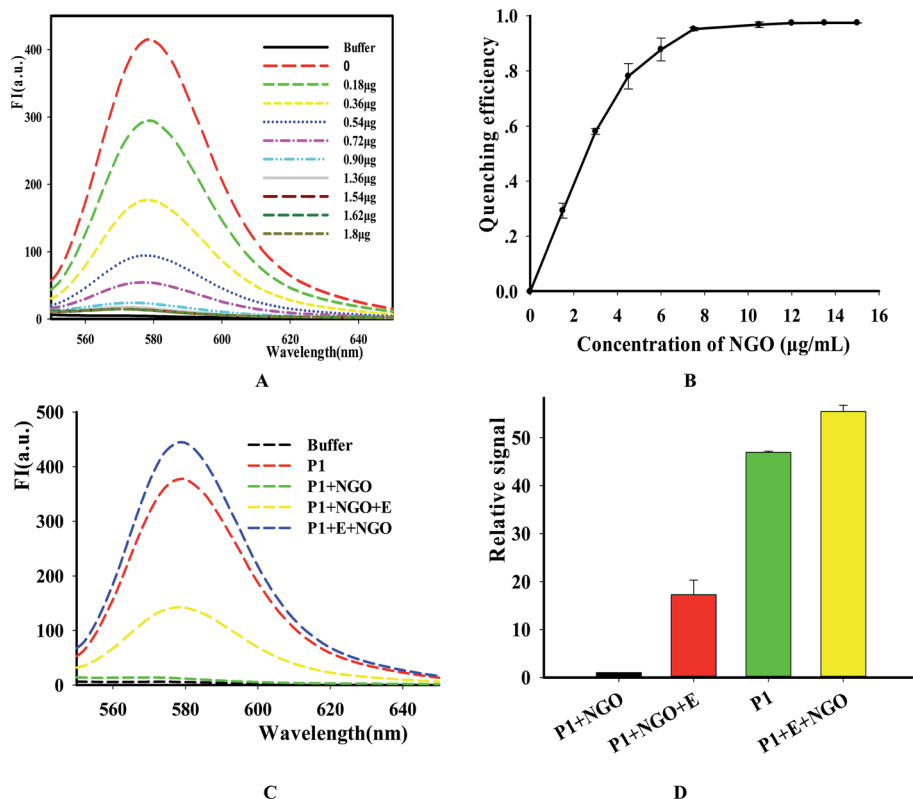 FI(a.u.)
400
300
200
100
0
560
580
600
620
640
Wavelength(nm)
Buffer
0
0.18µg
0.36µg
0.54µg
0.72µg
0.90µg
1.36µg
1.54µg
1.62µg
1.8µg
A
Quenching efficiency
1.0
.8
.6
.4
.2
0.0
0 2 4 6 8 10 12 14 16
Concentration of NGO (µg/mL)
B
FI(a.u.)
500
400
300
200
100
0
560 580 600 620 640
Wavelength(nm)
Buffer
P1
P1+NGO
P1+NGO+E
P1+E+NGO
C
Relative signal
50
40
30
20
10
0
P1+NGO
P1+NGO+E
P1
P1+E+NGO
D